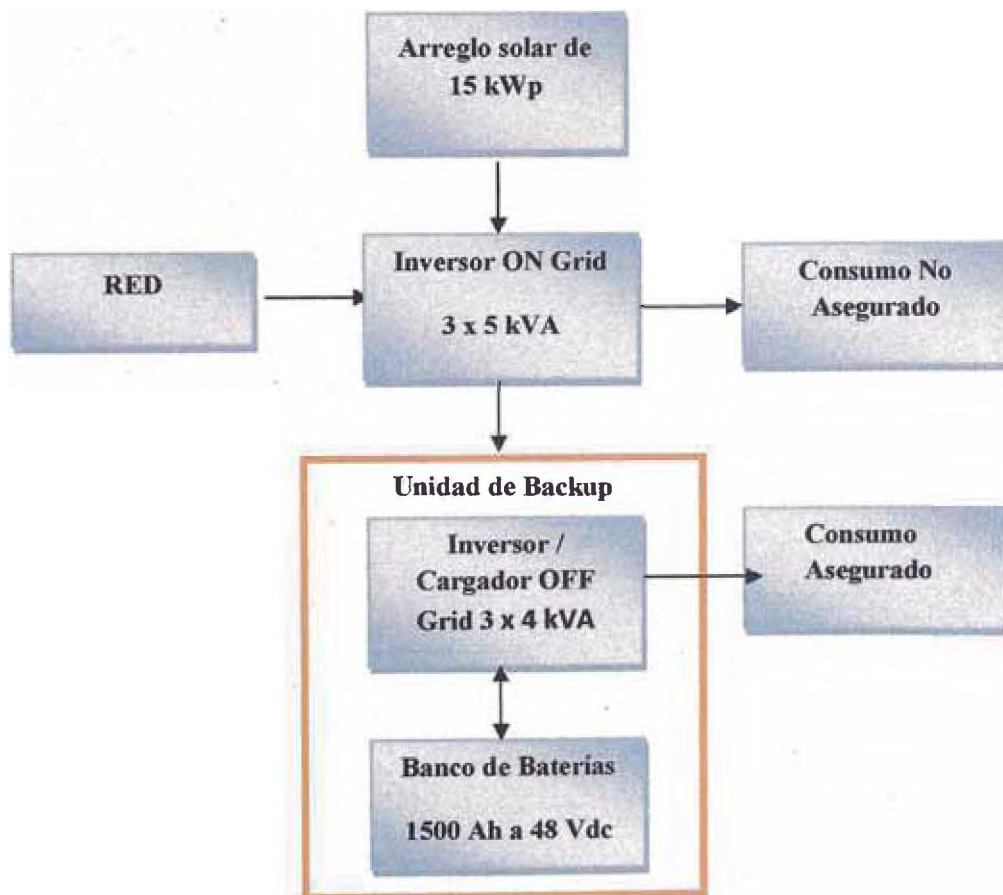 Arreglo solar de
15 kWp
RED
Inversor ON Grid
3 x 5 kVA
Consumo No
Asegurado
Unidad de Backup
Inversor /
Cargador OFF
Grid 3 x 4 kVA
Consumo
Asegurado
Banco de Baterias
1500 Ah a 48 Vdc